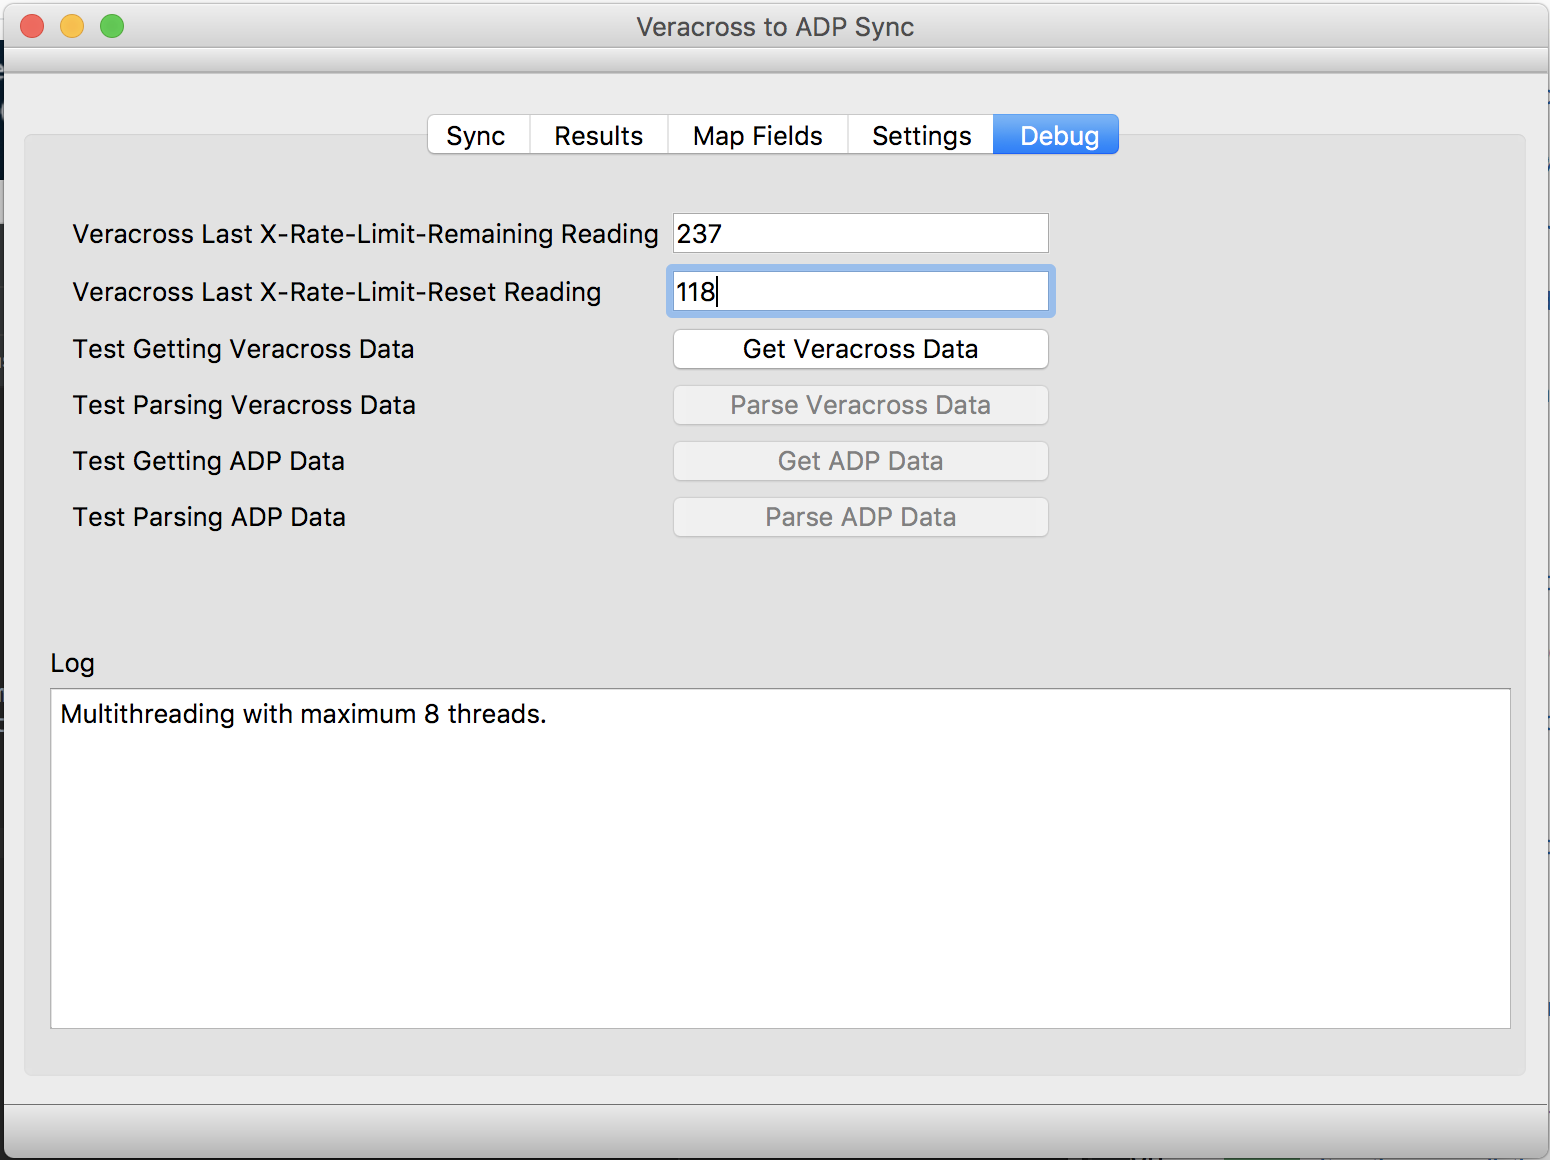 Veracross to ADP Sync
Sync Results Map Fields Settings Debug
Veracross Last X-Rate-Limit-Remaining Reading 237
Veracross Last X-Rate-Limit-Reset Reading 118
Test Getting Veracross Data Get Veracross Data
Test Parsing Veracross Data Parse Veracross Data
Test Getting ADP Data Get ADP Data
Test Parsing ADP Data Parse ADP Data
Log
Multithreading with maximum 8 threads.